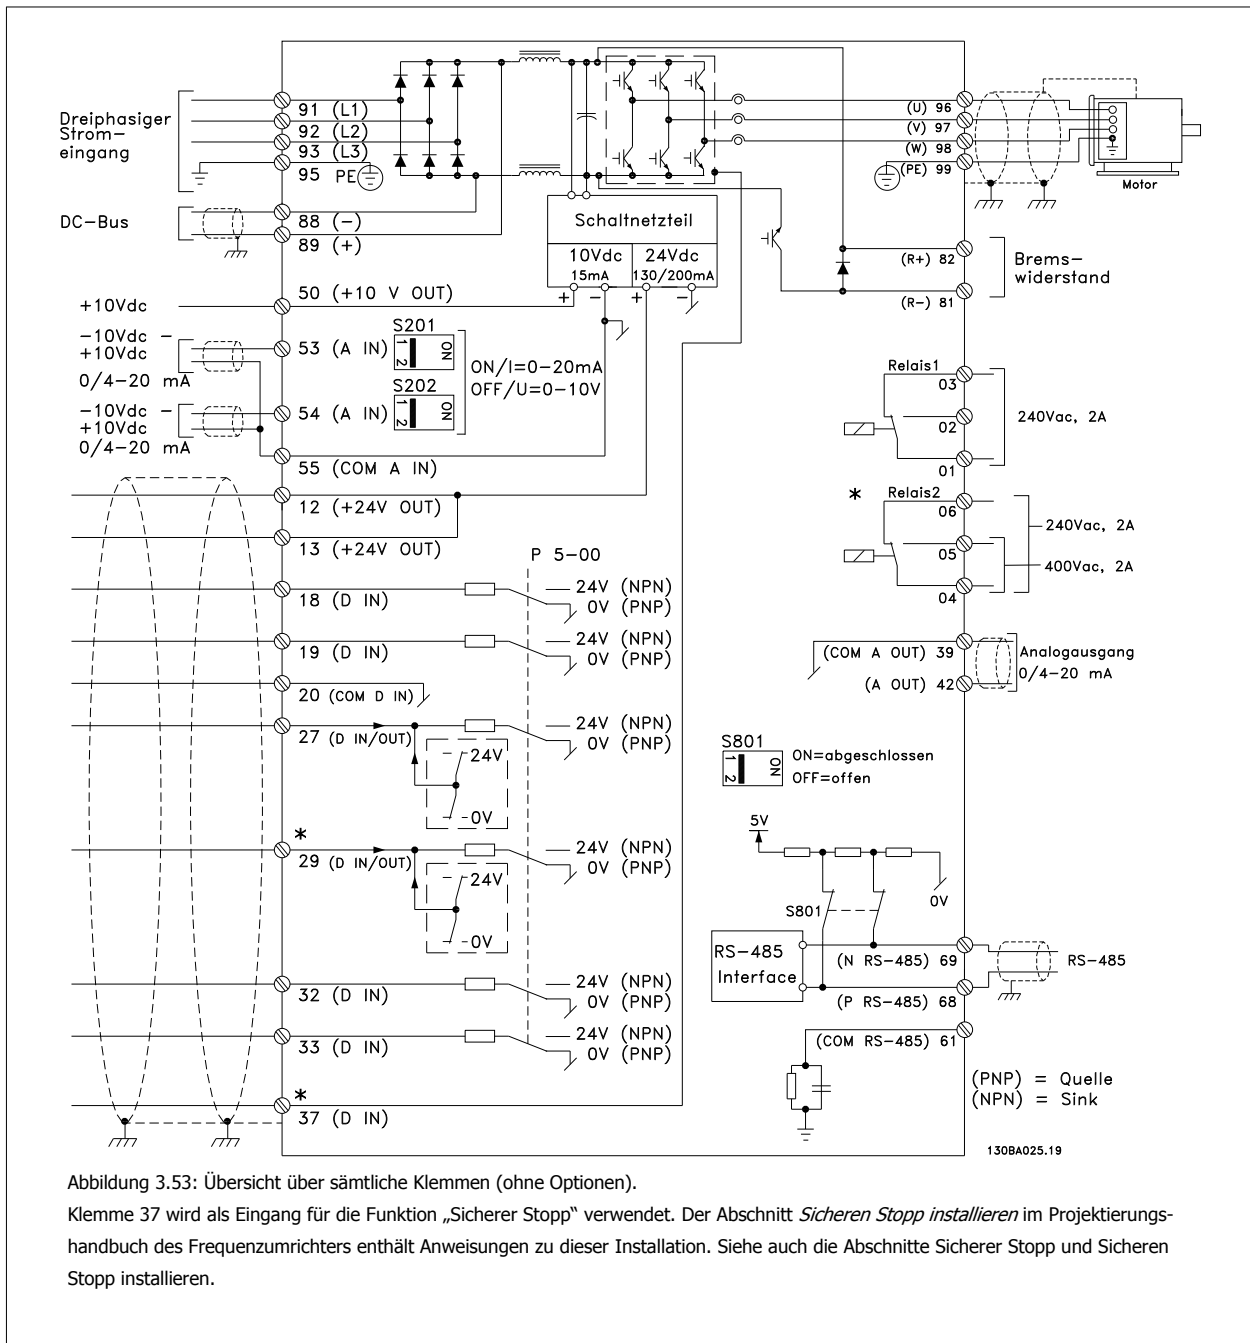 Dreiphasiger
Strom-
eingang
91 (L1)
92 (L2)
93 (L3)
95 PE
DC-Bus
88 (-)
89 (+)
+10Vdc
50 (+10 V OUT)
-10Vdc -
+10Vdc
0/4-20 mA
53 (A IN)
S201
1 2
ON
ON/I=0-20mA
OFF/U=0-10V
-10Vdc -
+10Vdc
0/4-20 mA
54 (A IN)
S202
1 2
ON
55 (COM A IN)
12 (+24V OUT)
13 (+24V OUT)
P 5-00
18 (D IN)
24V (NPN)
0V (PNP)
19 (D IN)
24V (NPN)
0V (PNP)
20 (COM D IN)
27 (D IN/OUT)
24V (NPN)
0V (PNP)
24V
0V
*
29 (D IN/OUT)
24V (NPN)
0V (PNP)
24V
0V
32 (D IN)
24V (NPN)
0V (PNP)
33 (D IN)
24V (NPN)
0V (PNP)
*
37 (D IN)
Schaltnetzteil
10Vdc
15mA
24Vdc
130/200mA
+ - + -
(U) 96
(V) 97
(W) 98
(PE) 99
Motor
(R+) 82
Brems-
widerstand
(R-) 81
Relais1
03
02
01
240Vac, 2A
*
Relais2
06
05
04
240Vac, 2A
400Vac, 2A
(COM A OUT) 39
(A OUT) 42
Analogausgang
0/4-20 mA
S801
1 2
ON
ON=abgeschlossen
OFF=offen
5V
0V
S801
RS-485
Interface
(N RS-485) 69
RS-485
(P RS-485) 68
(COM RS-485) 61
(PNP) = Quelle
(NPN) = Sink
130BA025.19
Abbildung 3.53: Übersicht über sämtliche Klemmen (ohne Optionen).
Klemme 37 wird als Eingang für die Funktion „Sicherer Stopp“ verwendet. Der Abschnitt Sicheren Stopp installieren im Projektierungs-
handbuch des Frequenzumrichters enthält Anweisungen zu dieser Installation. Siehe auch die Abschnitte Sicherer Stopp und Sicheren
Stopp installieren.